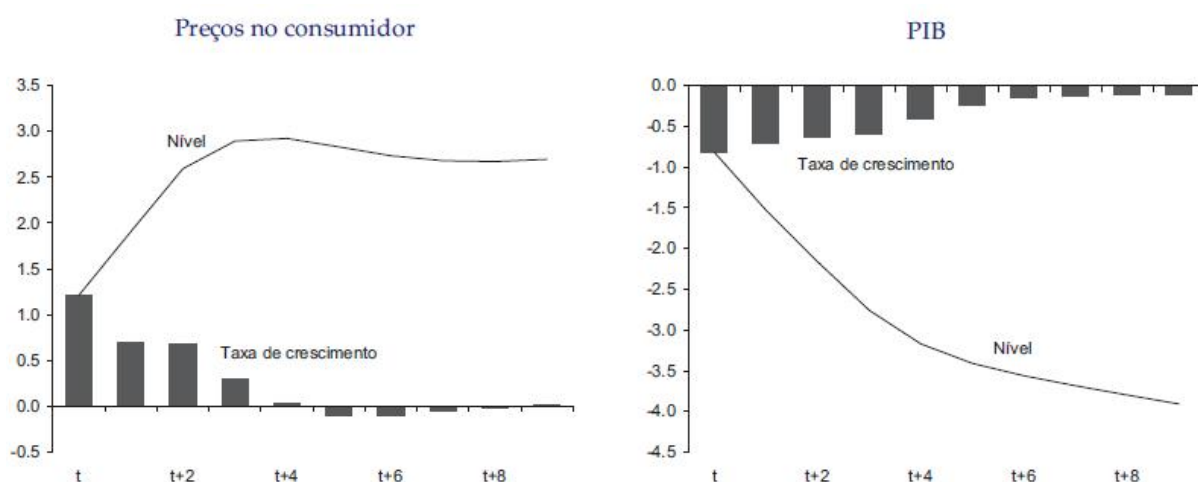 Preços no consumidor
3.5
3.0
2.5
2.0
1.5
1.0
0.5
0.0
-0.5
Nível
Taxa de crescimento
t
t+2
t+4
t+6
t+8
PIB
0.0
-0.5
-1.0
-1.5
-2.0
-2.5
-3.0
-3.5
-4.0
-4.5
Taxa de crescimento
Nível
t
t+2
t+4
t+6
t+8